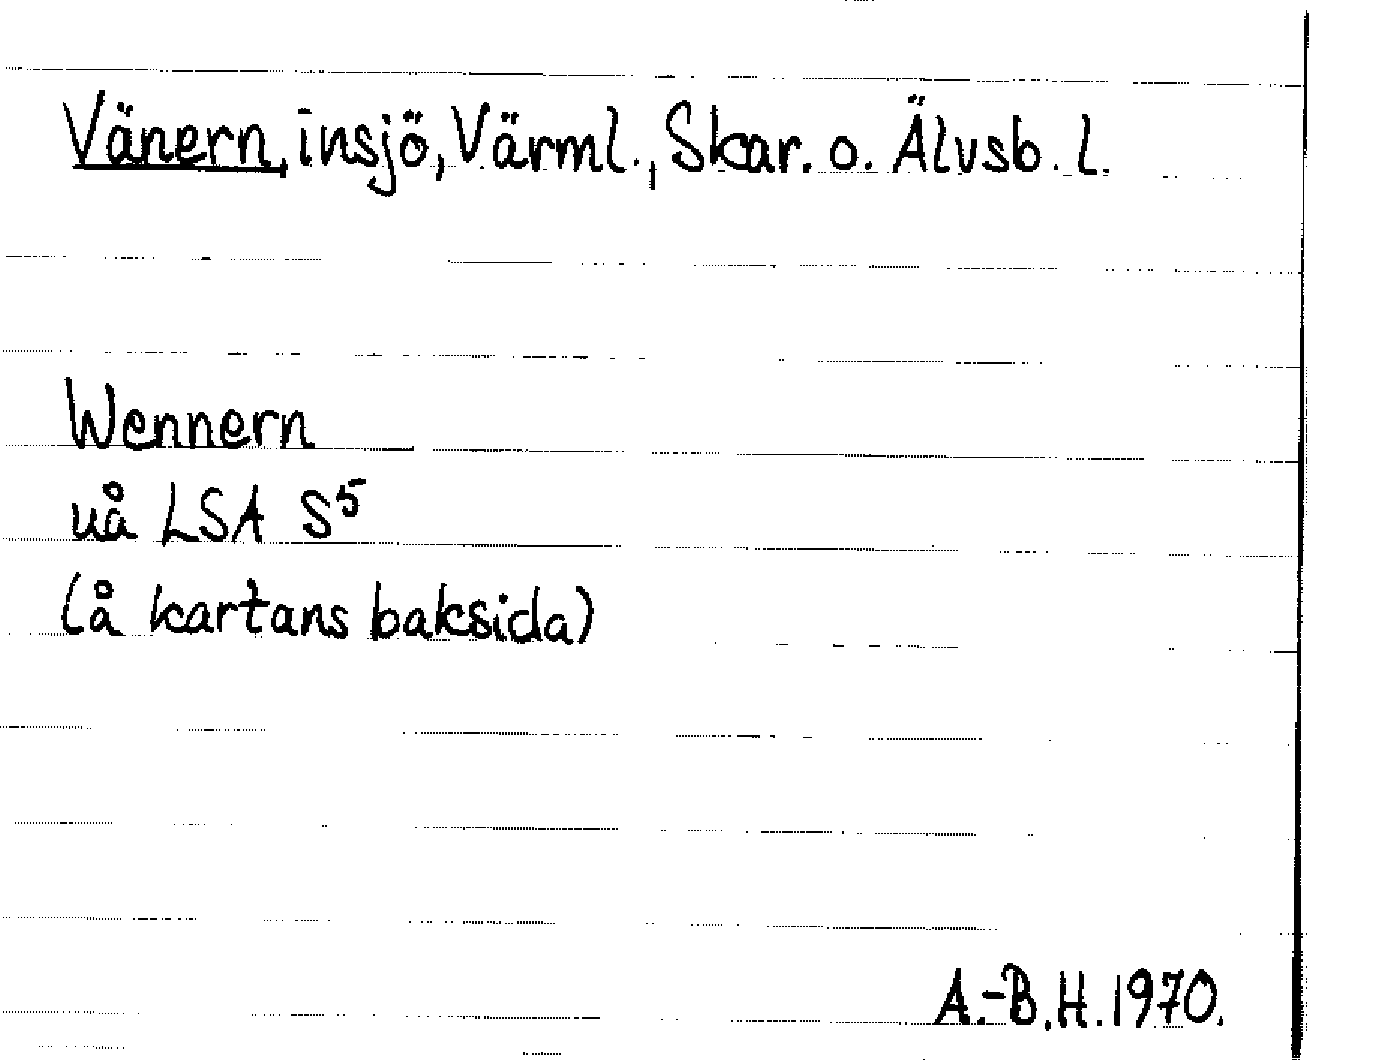 Vänern, insjö, Värml., Skar. o. Älvsb. l.
Wennern
uå LSA S5
(å kartans baksida)
A.-B.H. 1970.